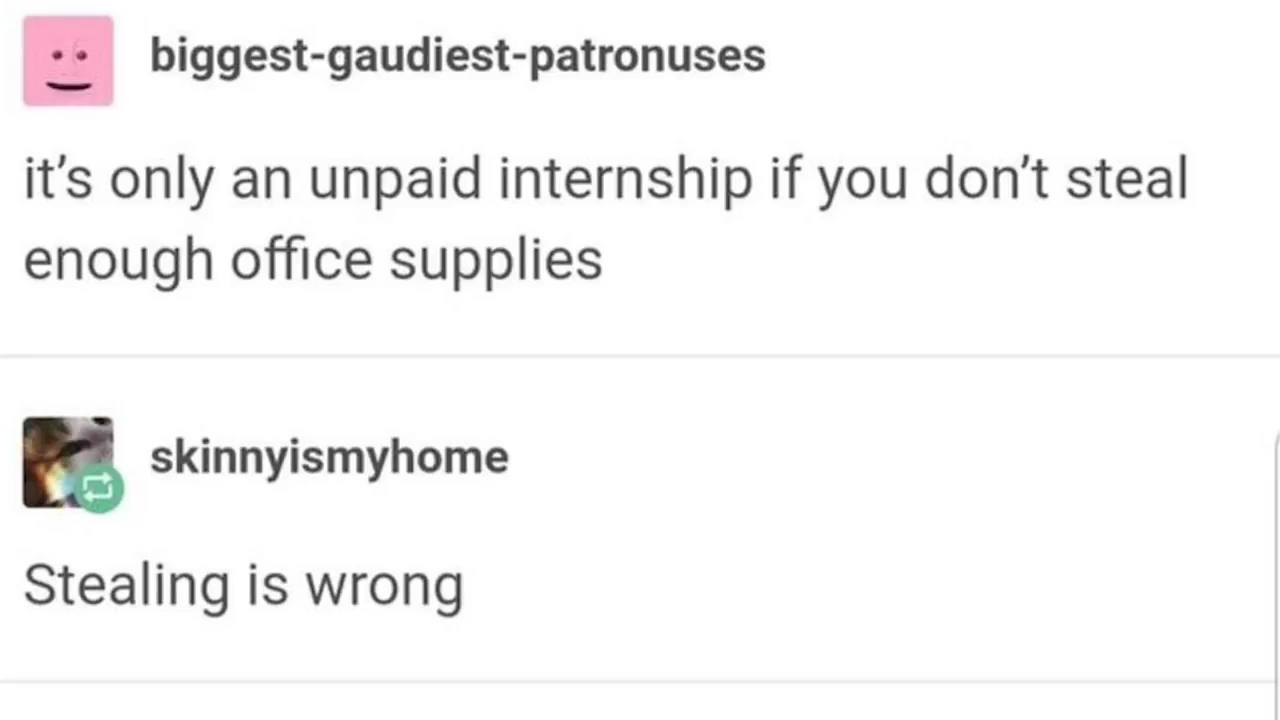 biggest-gaudiest-patronuses
it’s only an unpaid internship if you don’t steal
enough office supplies
skinnyismyhome
Stealing is wrong